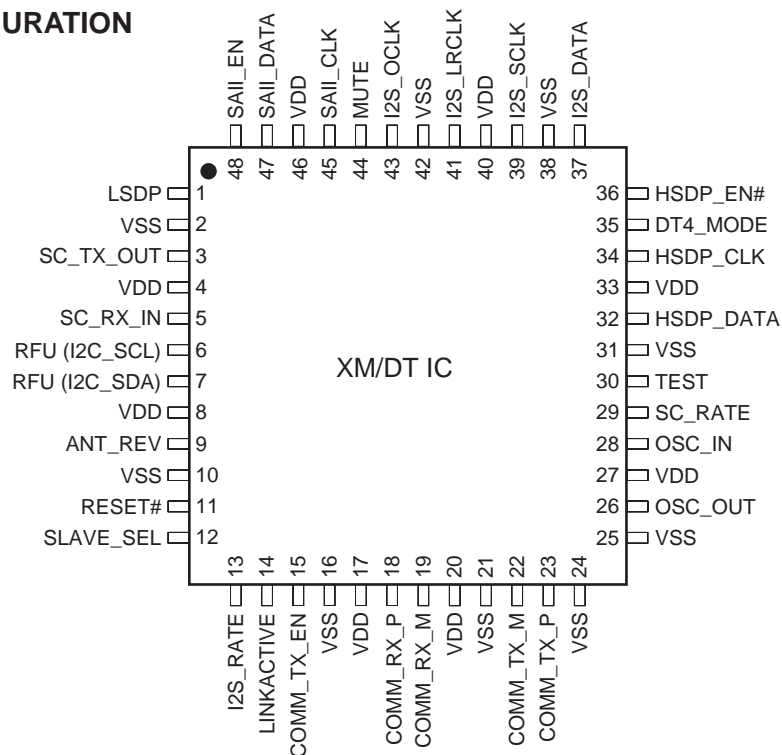 URATION
SAII_EN
SAII_DATA
VDD
SAII_CLK
MUTE
I2S_OCLK
VSS
I2S_LRCLK
VDD
I2S_SCLK
VSS
I2S_DATA
48 47 46 45 44 43 42 41 40 39 38 37
LSDP 1
VSS 2
SC_TX_OUT 3
VDD 4
SC_RX_IN 5
RFU (I2C_SCL) 6
RFU (I2C_SDA) 7
VDD 8
ANT_REV 9
VSS 10
RESET# 11
SLAVE_SEL 12
XM/DT IC
36 HSDP_EN#
35 DT4_MODE
34 HSDP_CLK
33 VDD
32 HSDP_DATA
31 VSS
30 TEST
29 SC_RATE
28 OSC_IN
27 VDD
26 OSC_OUT
25 VSS
13 14 15 16 17 18 19 20 21 22 23 24
I2S_RATE
LINKACTIVE
COMM_TX_EN
VSS
VDD
COMM_RX_P
COMM_RX_M
VDD
VSS
COMM_TX_M
COMM_TX_P
VSS